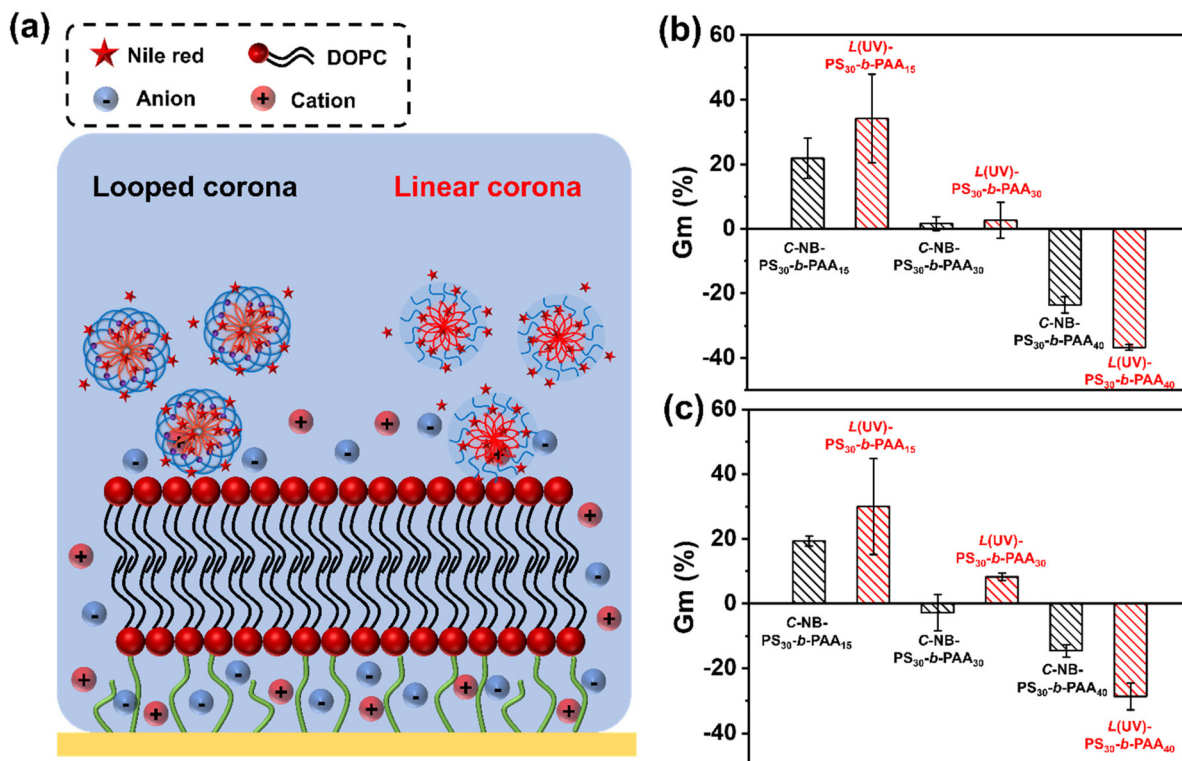 (a)
Nile red
DOPC
- Anion
+ Cation
Looped corona
Linear corona
(b)
Gm (%)
60
40
20
0
-20
-40
L(UV)-
PS30-b-PAA15
C-NB-
PS30-b-PAA15
L(UV)-
PS30-b-PAA30
C-NB-
PS30-b-PAA30
C-NB-
PS30-b-PAA40
L(UV)-
PS30-b-PAA40
(c)
Gm (%)
60
40
20
0
-20
-40
L(UV)-
PS30-b-PAA15
C-NB-
PS30-b-PAA15
L(UV)-
PS30-b-PAA30
C-NB-
PS30-b-PAA30
C-NB-
PS30-b-PAA40
L(UV)-
PS30-b-PAA40